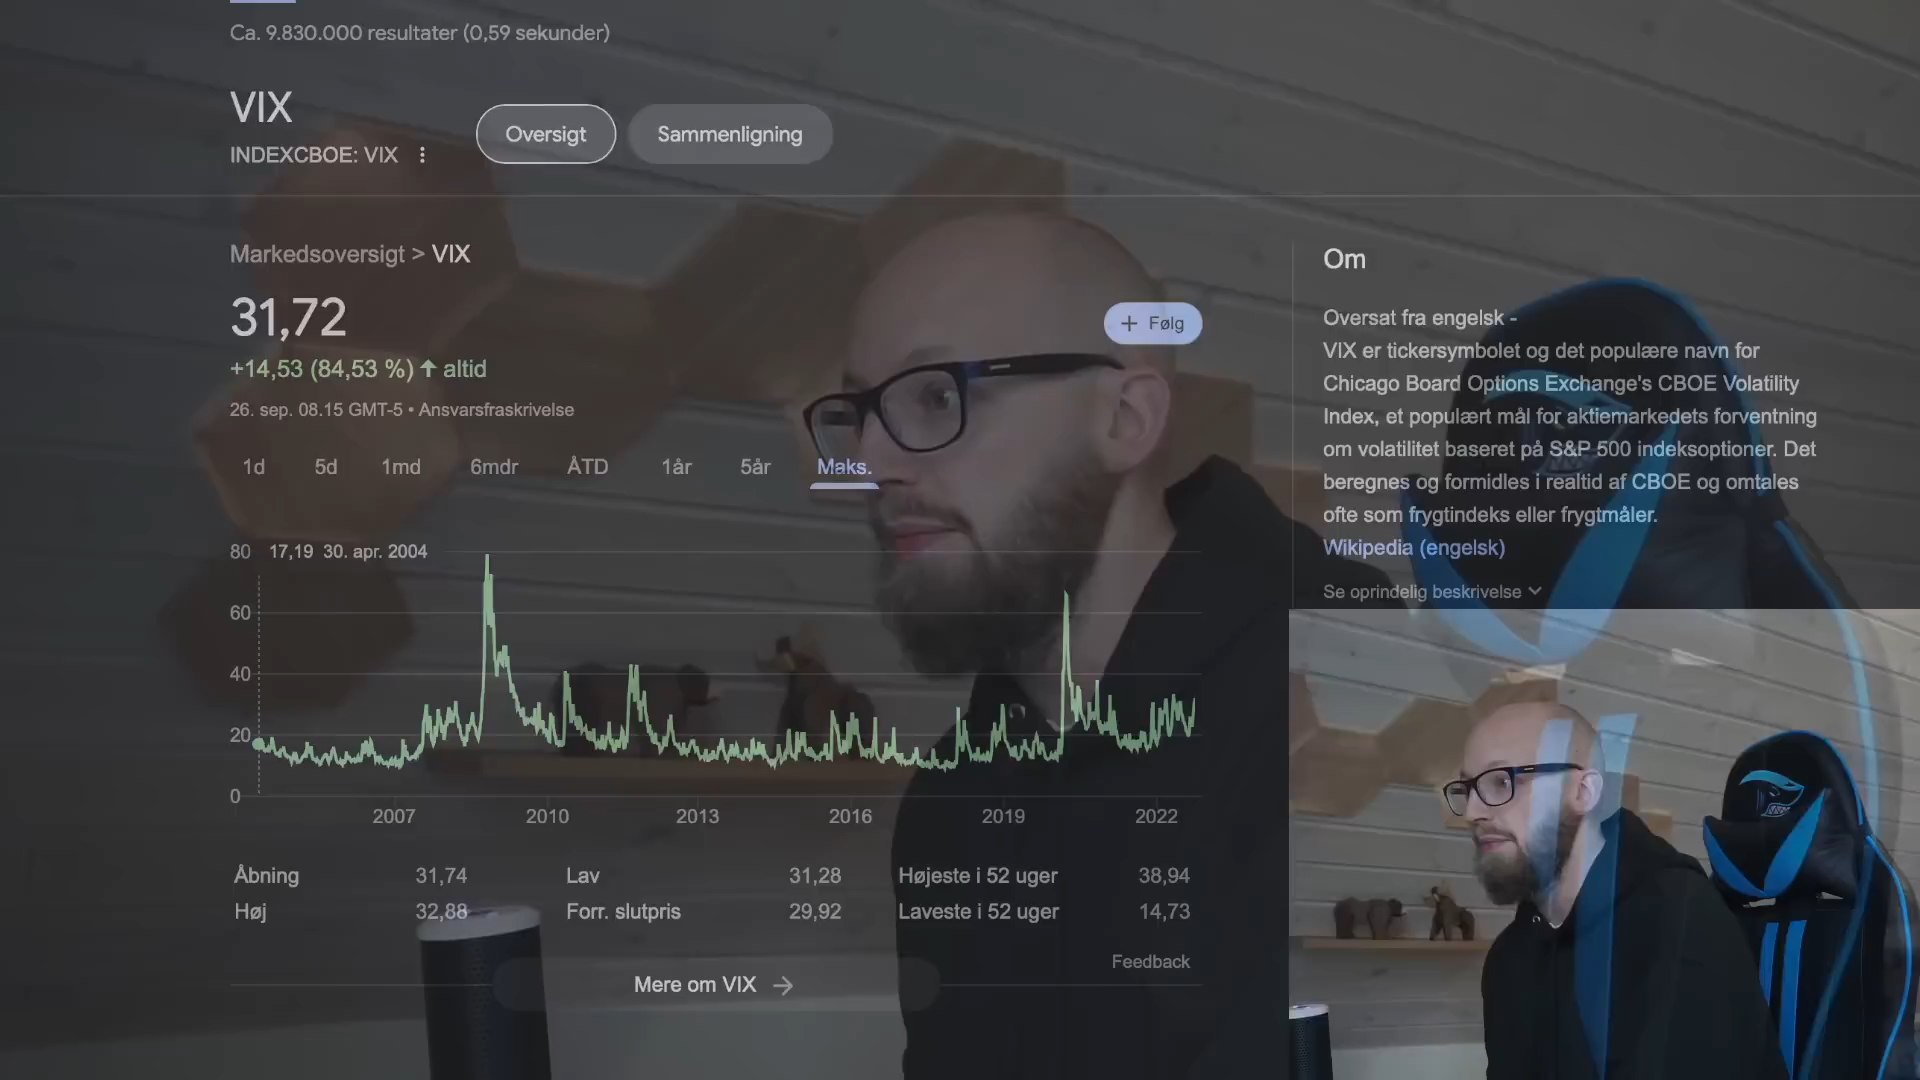 Ca. 9.830.000 resultater (0,59 sekunder)
VIX
INDEXCBOE: VIX
Oversigt
Sammenligning
Markedsoversigt > VIX
31,72
+ Følg
+14,53 (84,53 %) ↑ altid
26. sep. 08.15 GMT-5 • Ansvarsfraskrivelse
1d 5d 1md 6mdr ÅTD 1år 5år Maks.
80 17,19 30. apr. 2004
60
40
20
0
2007 2010 2013 2016 2019 2022
Åbning 31,74 Lav 31,28 Højeste i 52 uger 38,94
Høj 32,88 Forr. slutpris 29,92 Laveste i 52 uger 14,73
Feedback
Mere om VIX →
Om
Oversat fra engelsk -
VIX er tickersymbolet og det populære navn for
Chicago Board Options Exchange's CBOE Volatility
Index, et populært mål for aktiemarkedets forventning
om volatilitet baseret på S&P 500 indeksoptioner. Det
beregnes og formidles i realtid af CBOE og omtales
ofte som frygtindeks eller frygtmåler.
Wikipedia (engelsk)
Se oprindelig beskrivelse